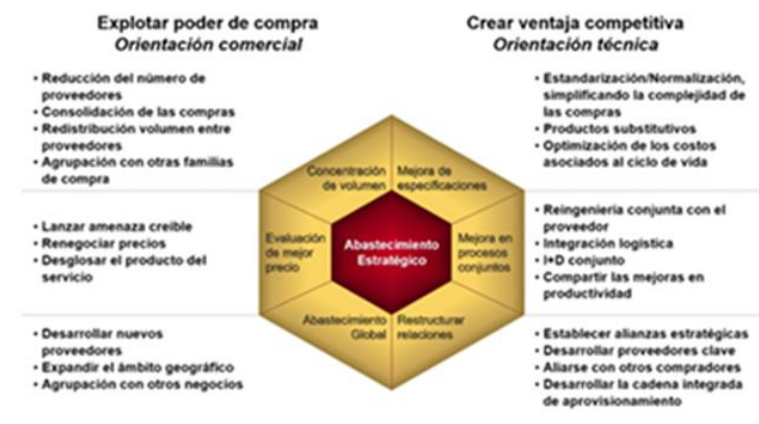 Explotar poder de compra
Orientación comercial
Crear ventaja competitiva
Orientación técnica
• Reducción del número de
proveedores
• Consolidación de las compras
• Redistribución volumen entre
proveedores
• Agrupación con otras familias
de compra
• Estandarización/Normalización,
simplificando la complejidad de
las compras
• Productos substitutivos
• Optimización de los costos
asociados al ciclo de vida
Concentración
de volumen
Mejora de
especificaciones
• Lanzar amenaza creíble
• Renegociar precios
• Desglosar el producto del
servicio
Evaluación
de mejor
precio
Abastecimiento
Estratégico
Mejora en
procesos
conjuntos
• Reingeniería conjunta con el
proveedor
• Integración logística
• I+D conjunto
• Compartir las mejoras en
productividad
Abastecimiento
Global
Restructurar
relaciones
• Desarrollar nuevos
proveedores
• Expandir el ámbito geográfico
• Agrupación con otros negocios
• Establecer alianzas estratégicas
• Desarrollar proveedores clave
• Aliarse con otros compradores
• Desarrollar la cadena integrada
de aprovisionamiento